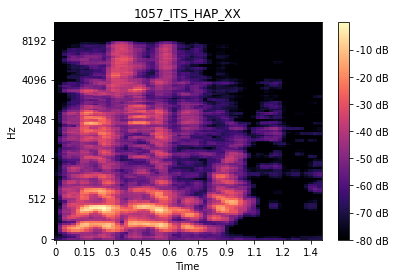 1057_ITS_HAP_XX
8192
4096
2048
1024
512
0
Hz
0 0.15 0.3 0.45 0.6 0.75 0.9 1.1 1.2 1.4
Time
-10 dB
-20 dB
-30 dB
-40 dB
-50 dB
-60 dB
-70 dB
-80 dB